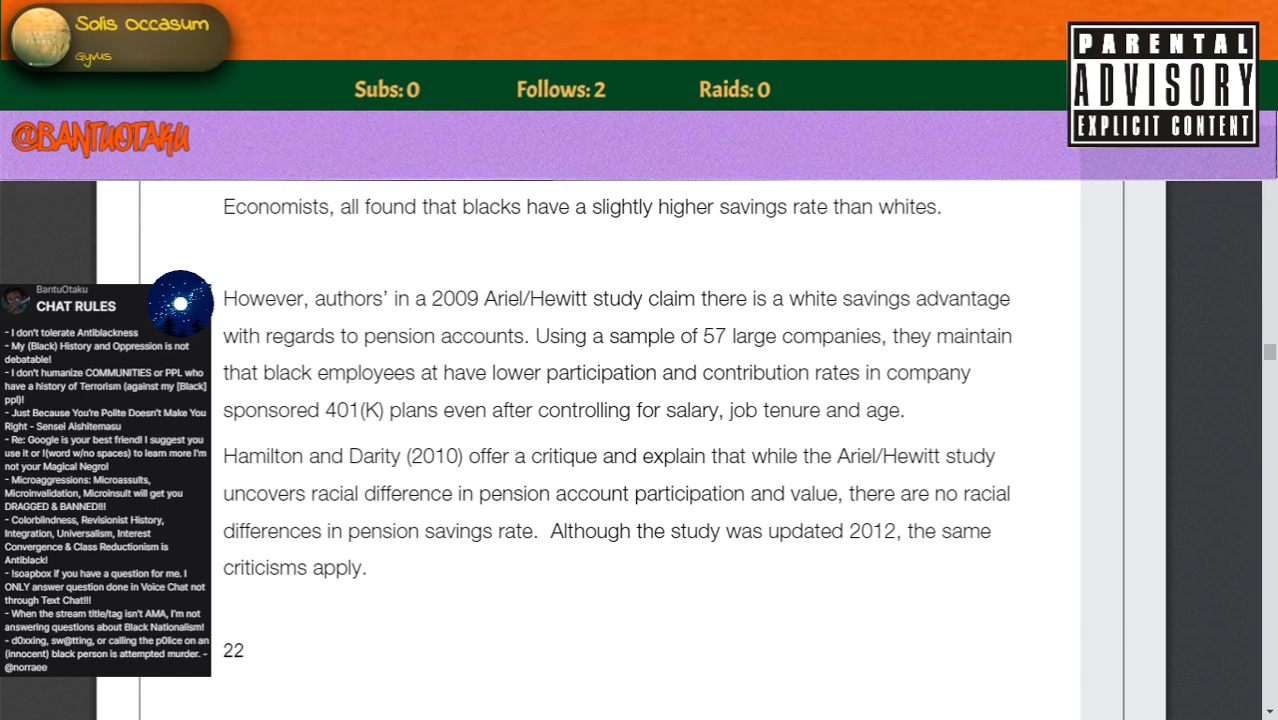 Solis Occasum
Gyvus
PARENTAL
ADVISORY
EXPLICIT CONTENT
Subs: 0
Follows: 2
Raids: 0
@BANTUOTAKU
Economists, all found that blacks have a slightly higher savings rate than whites.
However, authors’ in a 2009 Ariel/Hewitt study claim there is a white savings advantage
with regards to pension accounts. Using a sample of 57 large companies, they maintain
that black employees at have lower participation and contribution rates in company
sponsored 401(K) plans even after controlling for salary, job tenure and age.
Hamilton and Darity (2010) offer a critique and explain that while the Ariel/Hewitt study
uncovers racial difference in pension account participation and value, there are no racial
differences in pension savings rate. Although the study was updated 2012, the same
criticisms apply.
22
BantuOtaku
CHAT RULES
- I don't tolerate Antiblackness
- My (Black) History and Oppression is not
debatable!
- I don't humanize COMMUNITIES or PPL who
have a history of Terrorism (against my [Black]
ppl)!
- Just Because You're Polite Doesn't Make You
Right - Sensei Aishitemasu
- Re: Google is your best friend! I suggest you
use it or !(word w/no spaces) to learn more I'm
not your Magical Negro!
- Microaggressions: Microassults,
Microinvalidation, Microinsult will get you
DRAGGED & BANNED!!!
- Colorblindness, Revisionist History,
Integration, Universalism, Interest
Convergence & Class Reductionism is
Antiblack!
- !soapbox if you have a question for me. I
ONLY answer question done in Voice Chat not
through Text Chat!!!
- When the stream title/tag isn't AMA, I'm not
answering questions about Black Nationalism!
- d0xxing, sw@tting, or calling the p0lice on an
(innocent) black person is attempted murder. -
@norraee